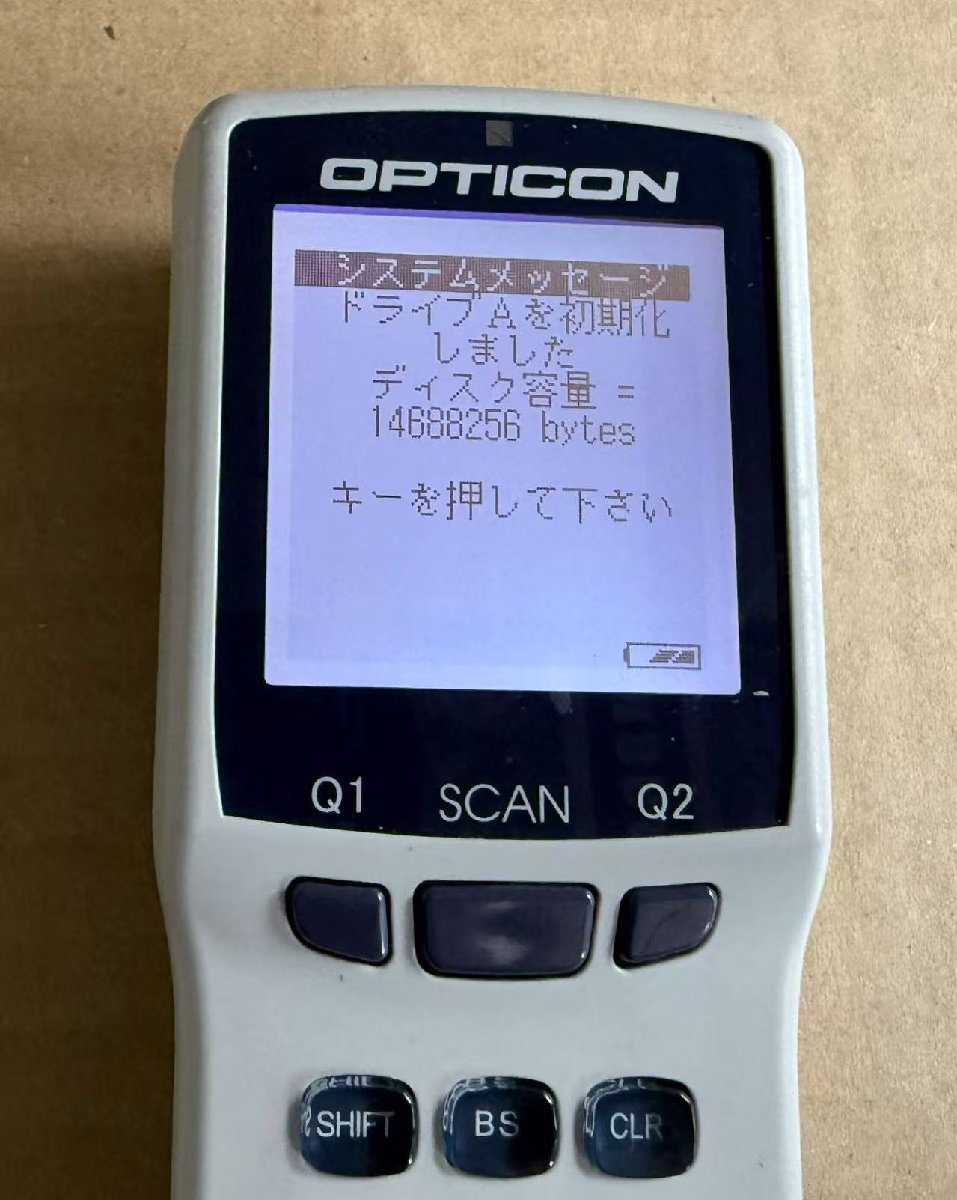 OPTICON
システムメッセージ
ドライブAを初期化
しました
ディスク容量 =
14688256 bytes
キーを押して下さい
Q1 SCAN Q2
SHIFT BS CLR